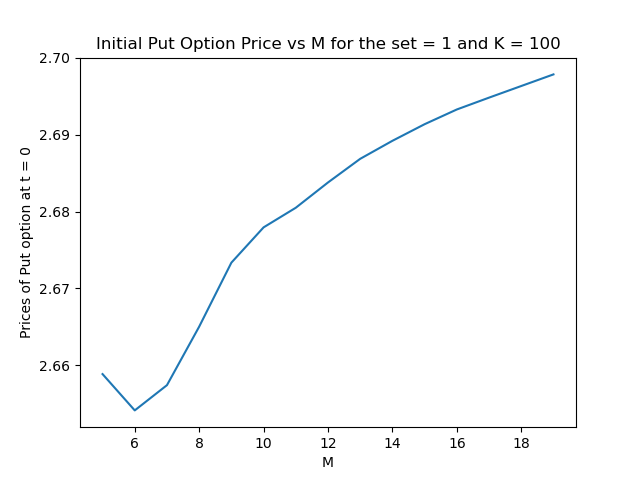 Initial Put Option Price vs M for the set = 1 and K = 100
Prices of Put option at t = 0
2.70
2.69
2.68
2.67
2.66
6 8 10 12 14 16 18
M